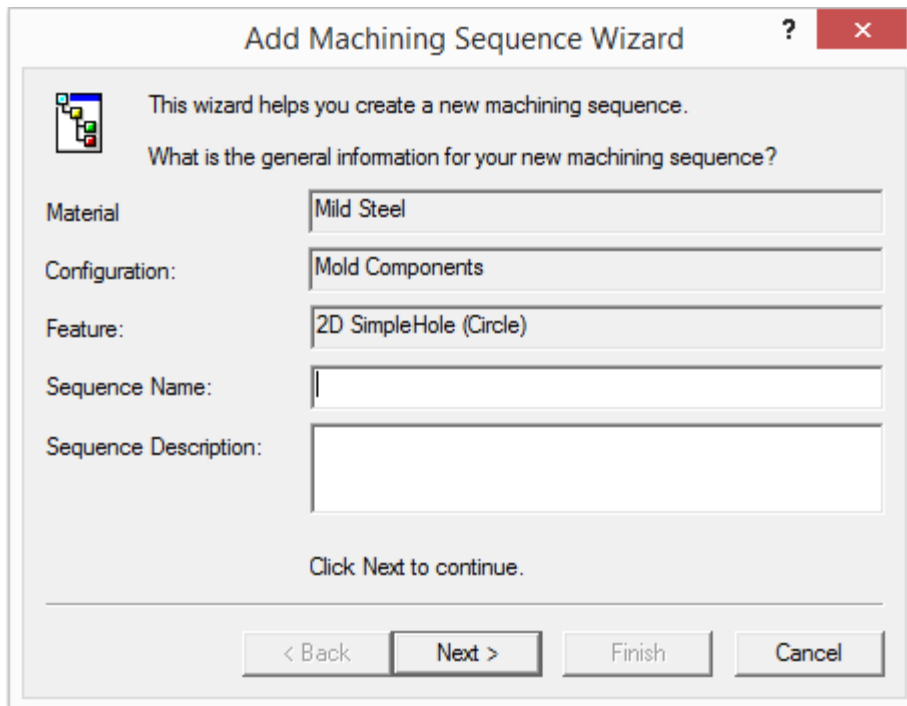 Add Machining Sequence Wizard ? ×
This wizard helps you create a new machining sequence.
What is the general information for your new machining sequence?
Material Mild Steel
Configuration: Mold Components
Feature: 2D SimpleHole (Circle)
Sequence Name:
Sequence Description:
Click Next to continue.
< Back Next > Finish Cancel